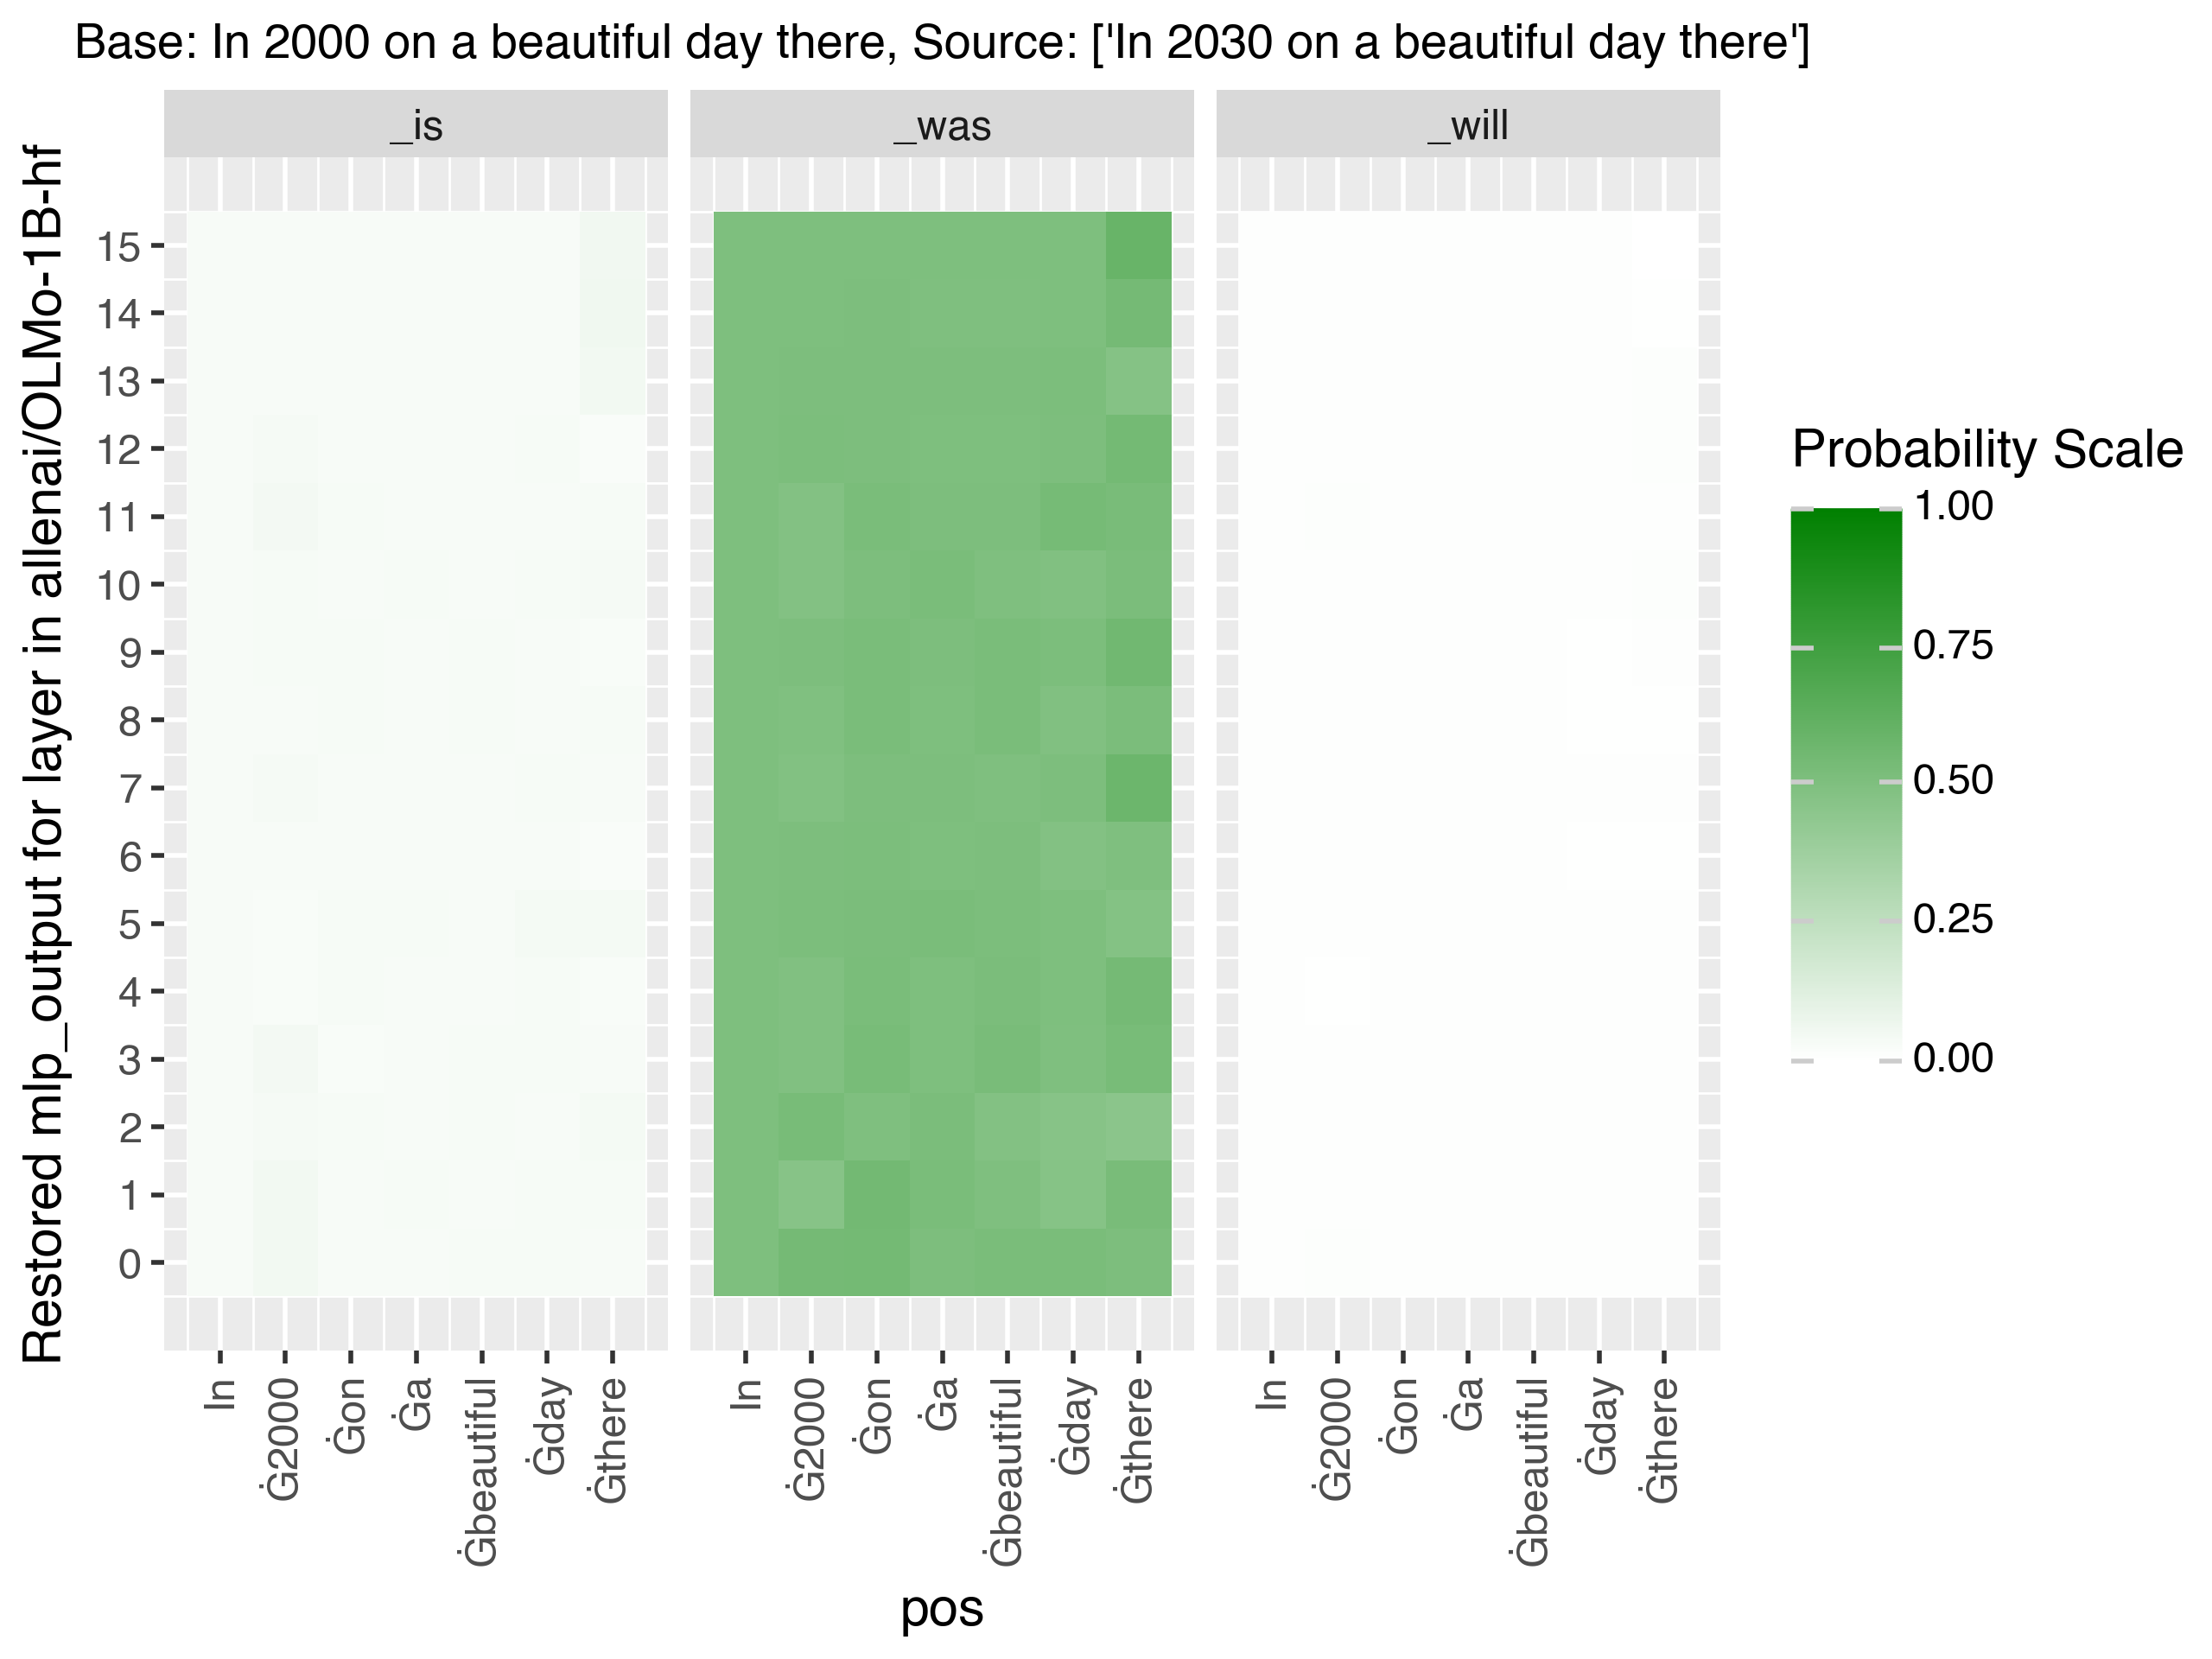 Base: In 2000 on a beautiful day there, Source: ['In 2030 on a beautiful day there']
_is
_was
_will
Restored mlp_output for layer in allenai/OLMo-1B-hf
15
14
13
12
11
10
9
8
7
6
5
4
3
2
1
0
In
Ġ2000
Ġon
Ġa
Ġbeautiful
Ġday
Ġthere
In
Ġ2000
Ġon
Ġa
Ġbeautiful
Ġday
Ġthere
In
Ġ2000
Ġon
Ġa
Ġbeautiful
Ġday
Ġthere
pos
Probability Scale
1.00
0.75
0.50
0.25
0.00